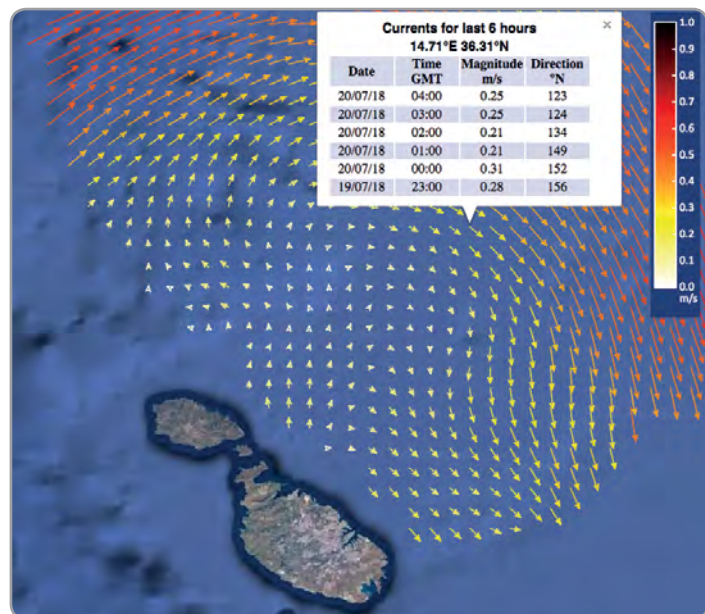 Currents for last 6 hours ×
14.71°E 36.31°N
Date Time GMT Magnitude m/s Direction °N
20/07/18 04:00 0.25 123
20/07/18 03:00 0.25 124
20/07/18 02:00 0.21 134
20/07/18 01:00 0.21 149
20/07/18 00:00 0.31 152
19/07/18 23:00 0.28 156
1.0
0.9
0.8
0.7
0.6
0.5
0.4
0.3
0.2
0.1
0.0
m/s